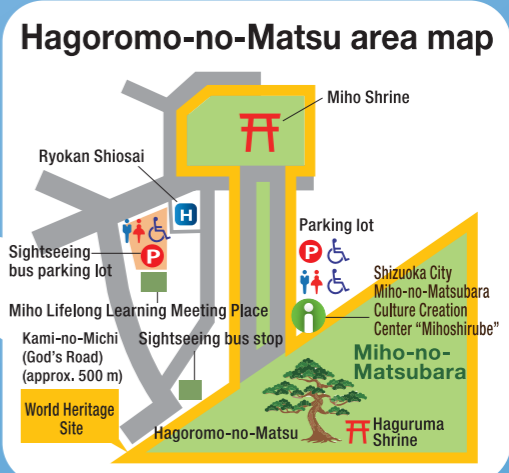 Hagoromo-no-Matsu area map
Miho Shrine
Ryokan Shiosai
H
Parking lot
P
Sightseeing
bus parking lot
P
Shizuoka City
Miho-no-Matsubara
Culture Creation
Center “Mihoshirube”
i
Miho Lifelong Learning Meeting Place
Kami-no-Michi
(God's Road)
(approx. 500 m)
Sightseeing bus stop
Miho-no-
Matsubara
World Heritage
Site
Hagoromo-no-Matsu
Haguruma
Shrine